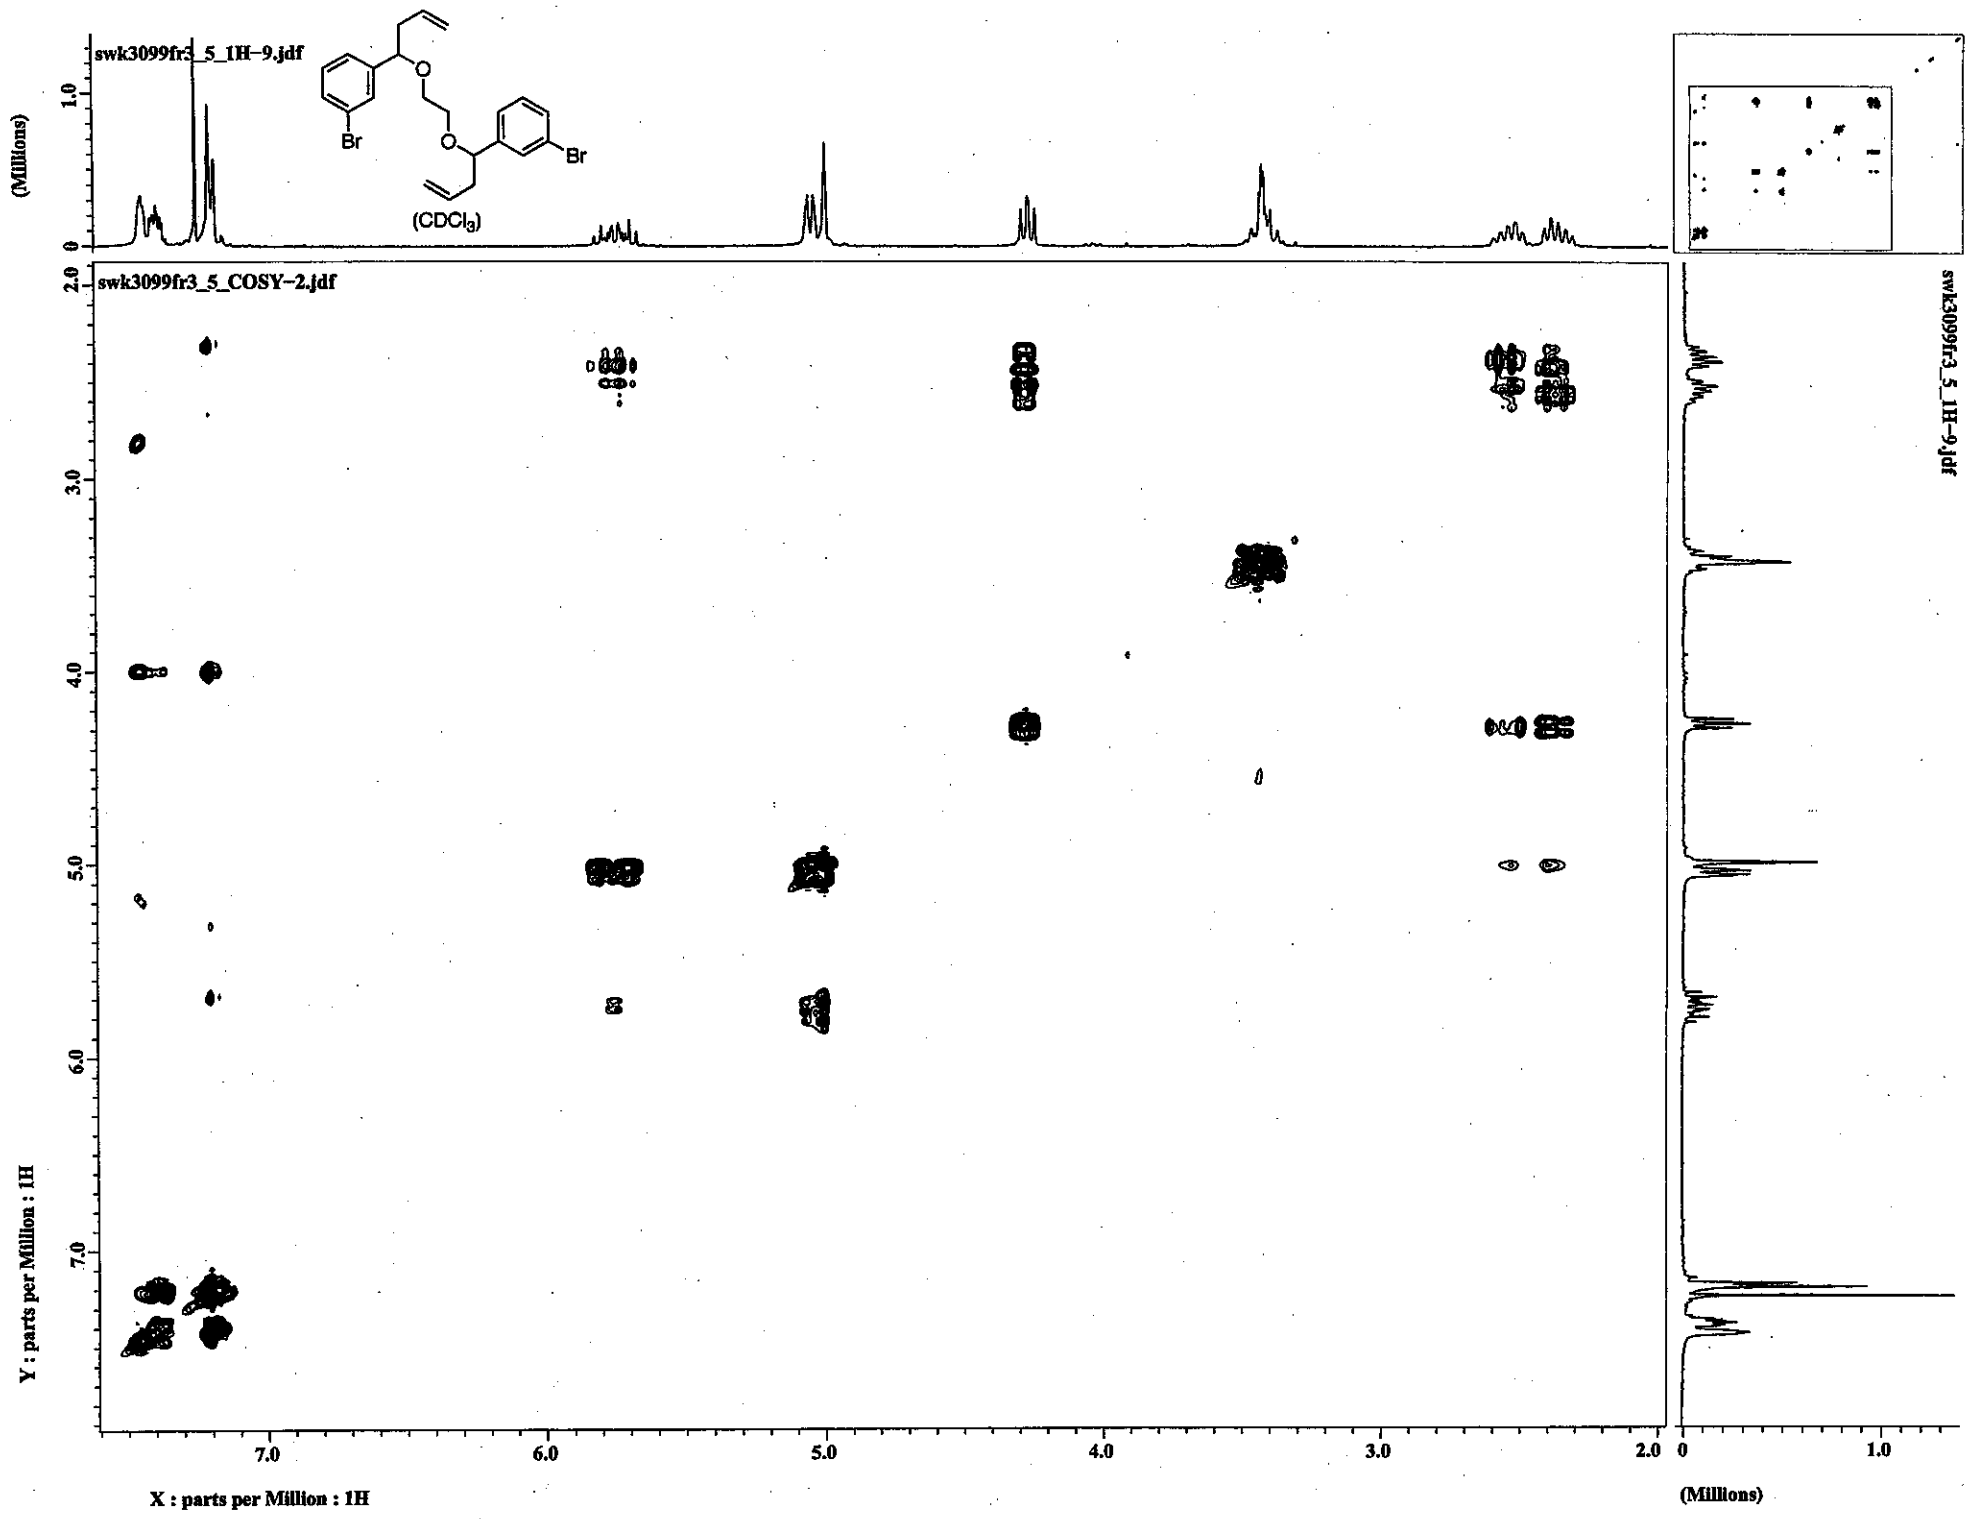 swk3099fr3_5_1H-9.jdf
(Millions)
1.0
0
O
Br
O
Br
(CDCl3)
swk3099fr3_5_COSY-2.jdf
swk3099fr3_5_1H-9.jdf
2.0
3.0
4.0
5.0
6.0
7.0
Y : parts per Million : 1H
7.0 6.0 5.0 4.0 3.0 2.0
0 1.0
X : parts per Million : 1H
(Millions)